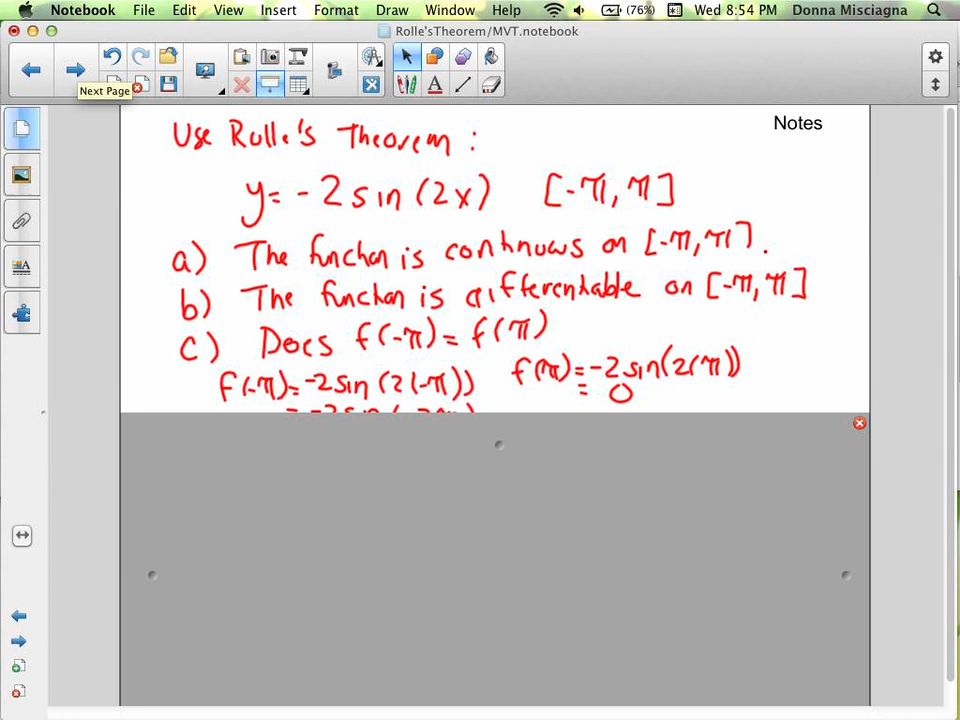 Notebook File Edit View Insert Format Draw Window Help (76%) Wed 8:54 PM Donna Misciagna
Rolle'sTheorem/MVT.notebook
Next Page
Notes
Use Rolle's Theorem :
y = -2 sin (2x) [-π, π]
a) The function is continuous on [-π, π] .
b) The function is differentiable on [-π, π]
c) Does f(-π) = f(π)
f(-π) = -2 sin (2(-π)) f(π) = -2 sin(2(π))
= 0